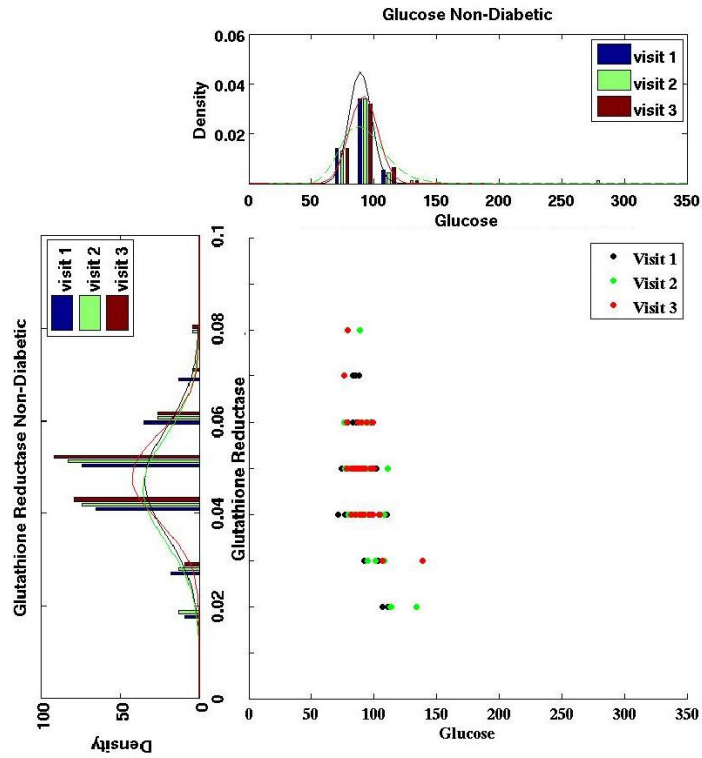 Glucose Non-Diabetic
0.06
0.04
0.02
Density
visit 1
visit 2
visit 3
0 50 100 150 200 250 300 350
Glucose
Glutathione Reductase Non-Diabetic
visit 1
visit 2
visit 3
100 50 0
Density
0.1
0.08
0.06
0.04
0.02
0
Glutathione Reductase
Visit 1
Visit 2
Visit 3
0 50 100 150 200 250 300 350
Glucose